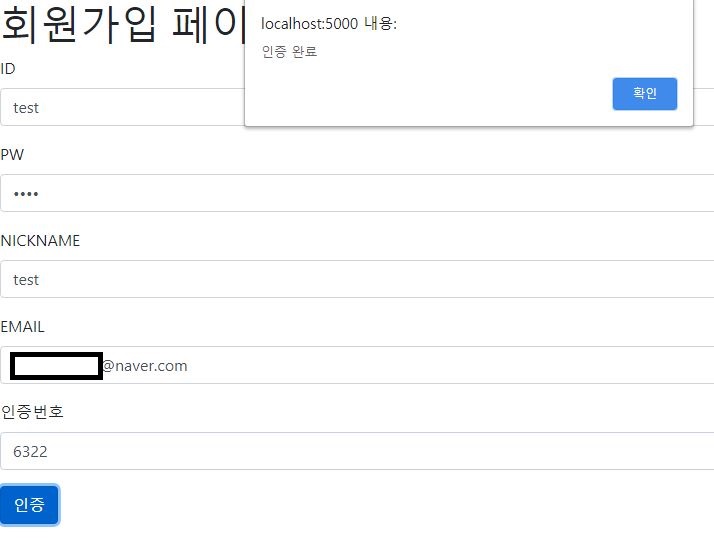 회원가입 페이
localhost:5000 내용:
인증 완료
확인
ID
test
PW
••••
NICKNAME
test
EMAIL
@naver.com
인증번호
6322
인증